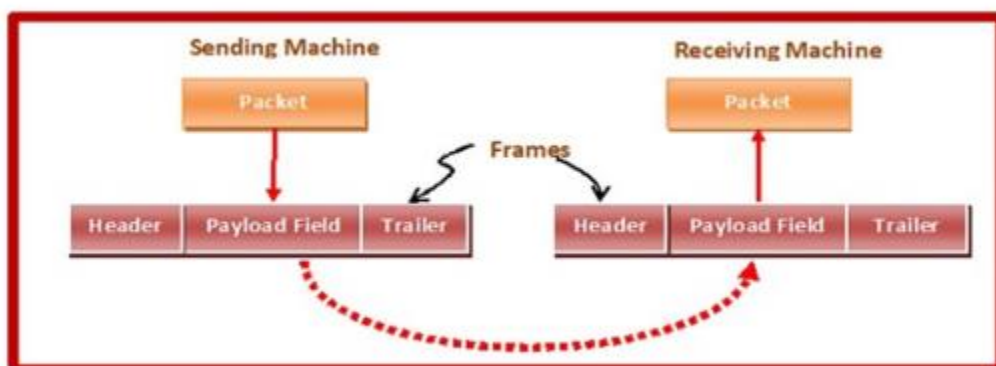 Sending Machine
Receiving Machine
Packet
Packet
Frames
Header Payload Field Trailer
Header Payload Field Trailer